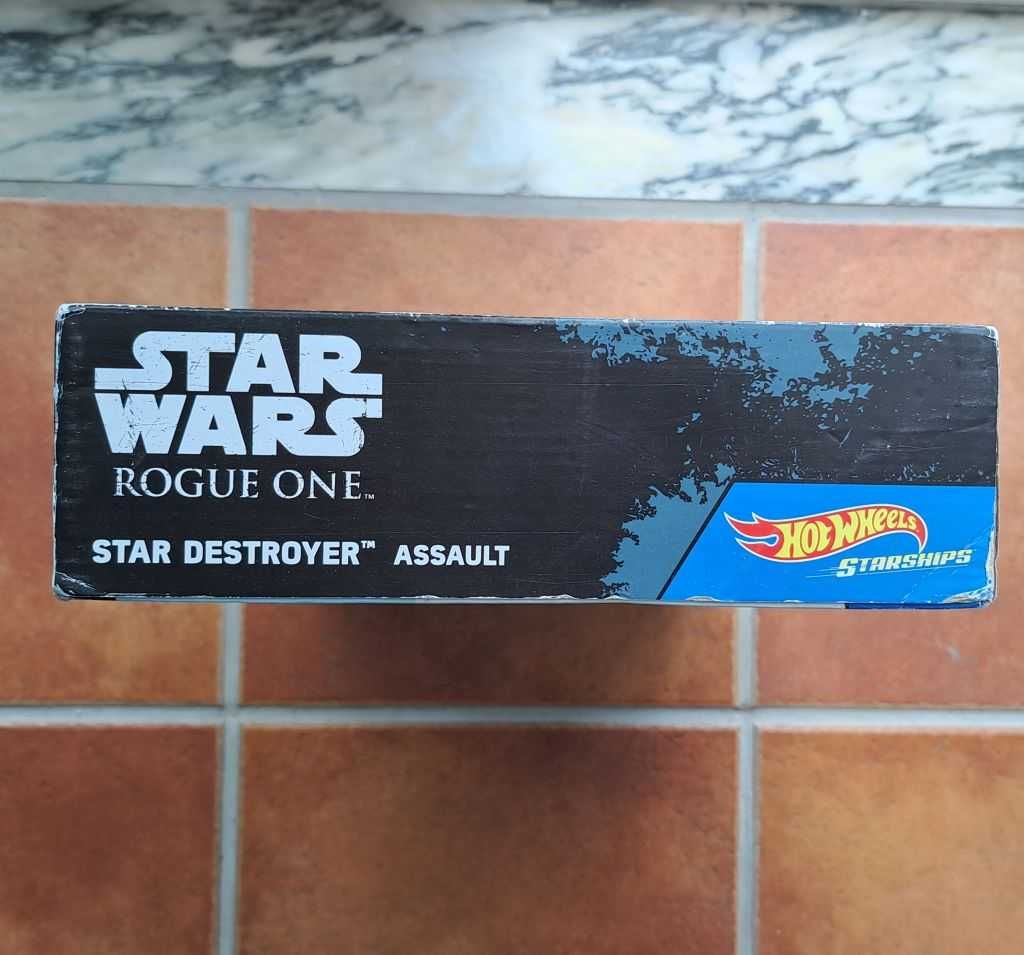 STAR
WARS
ROGUE ONE™
STAR DESTROYER™ ASSAULT
HOT WHEELS
STARSHIPS